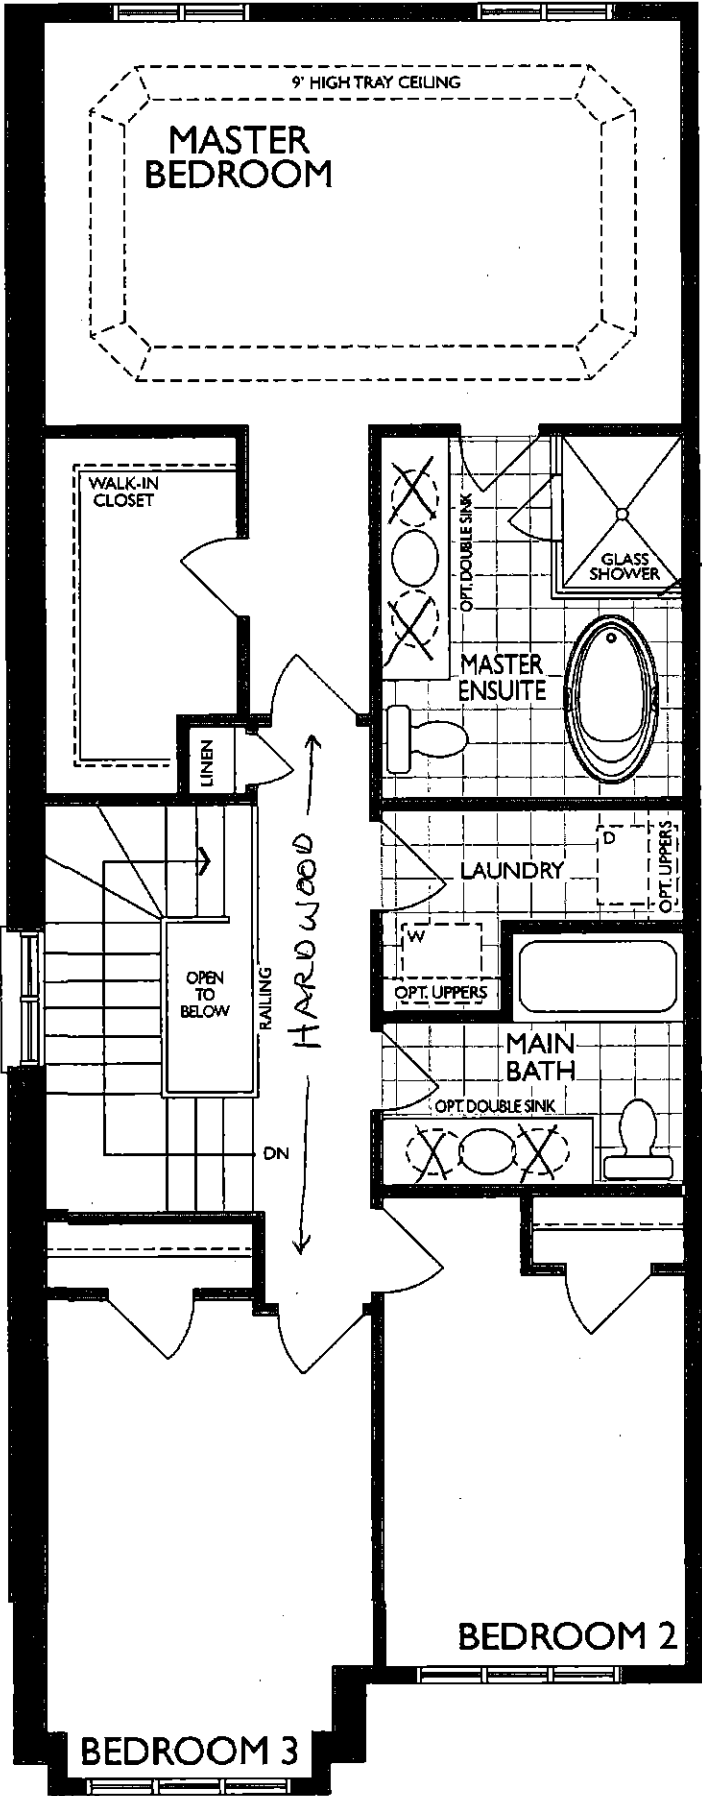 9' HIGH TRAY CEILING
MASTER
BEDROOM
WALK-IN
CLOSET
OPT. DOUBLE SINK
GLASS
SHOWER
MASTER
ENSUITE
LINEN
HARDWOOD
LAUNDRY
D
OPT. UPPERS
W
OPT. UPPERS
OPEN
TO
BELOW
RAILING
MAIN
BATH
OPT. DOUBLE SINK
DN
BEDROOM 2
BEDROOM 3